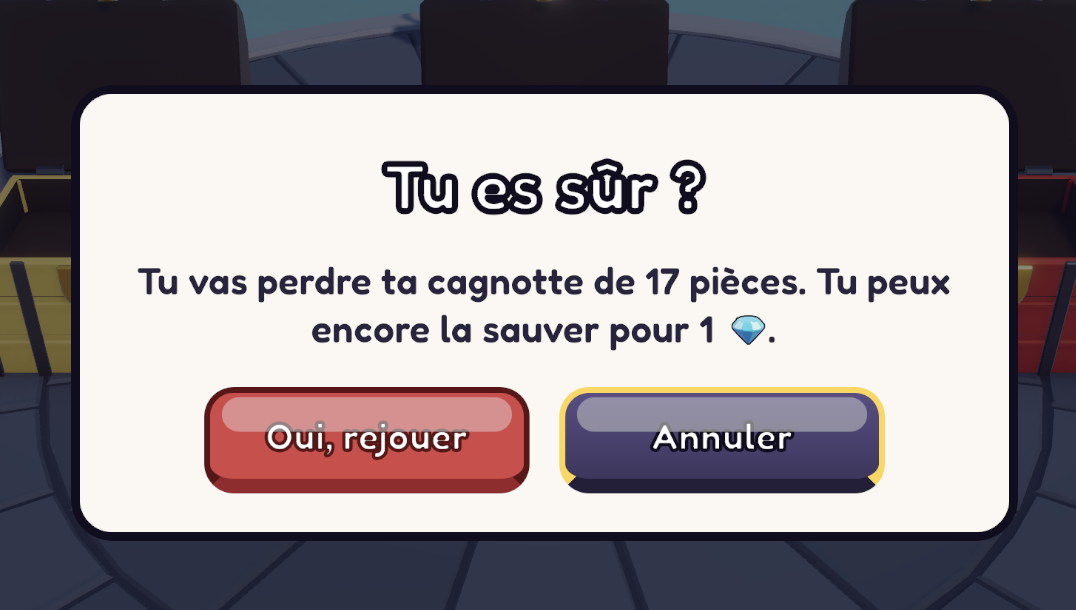 Tu es sûr ?
Tu vas perdre ta cagnotte de 17 pièces. Tu peux
encore la sauver pour 1 💎.
Oui, rejouer
Annuler